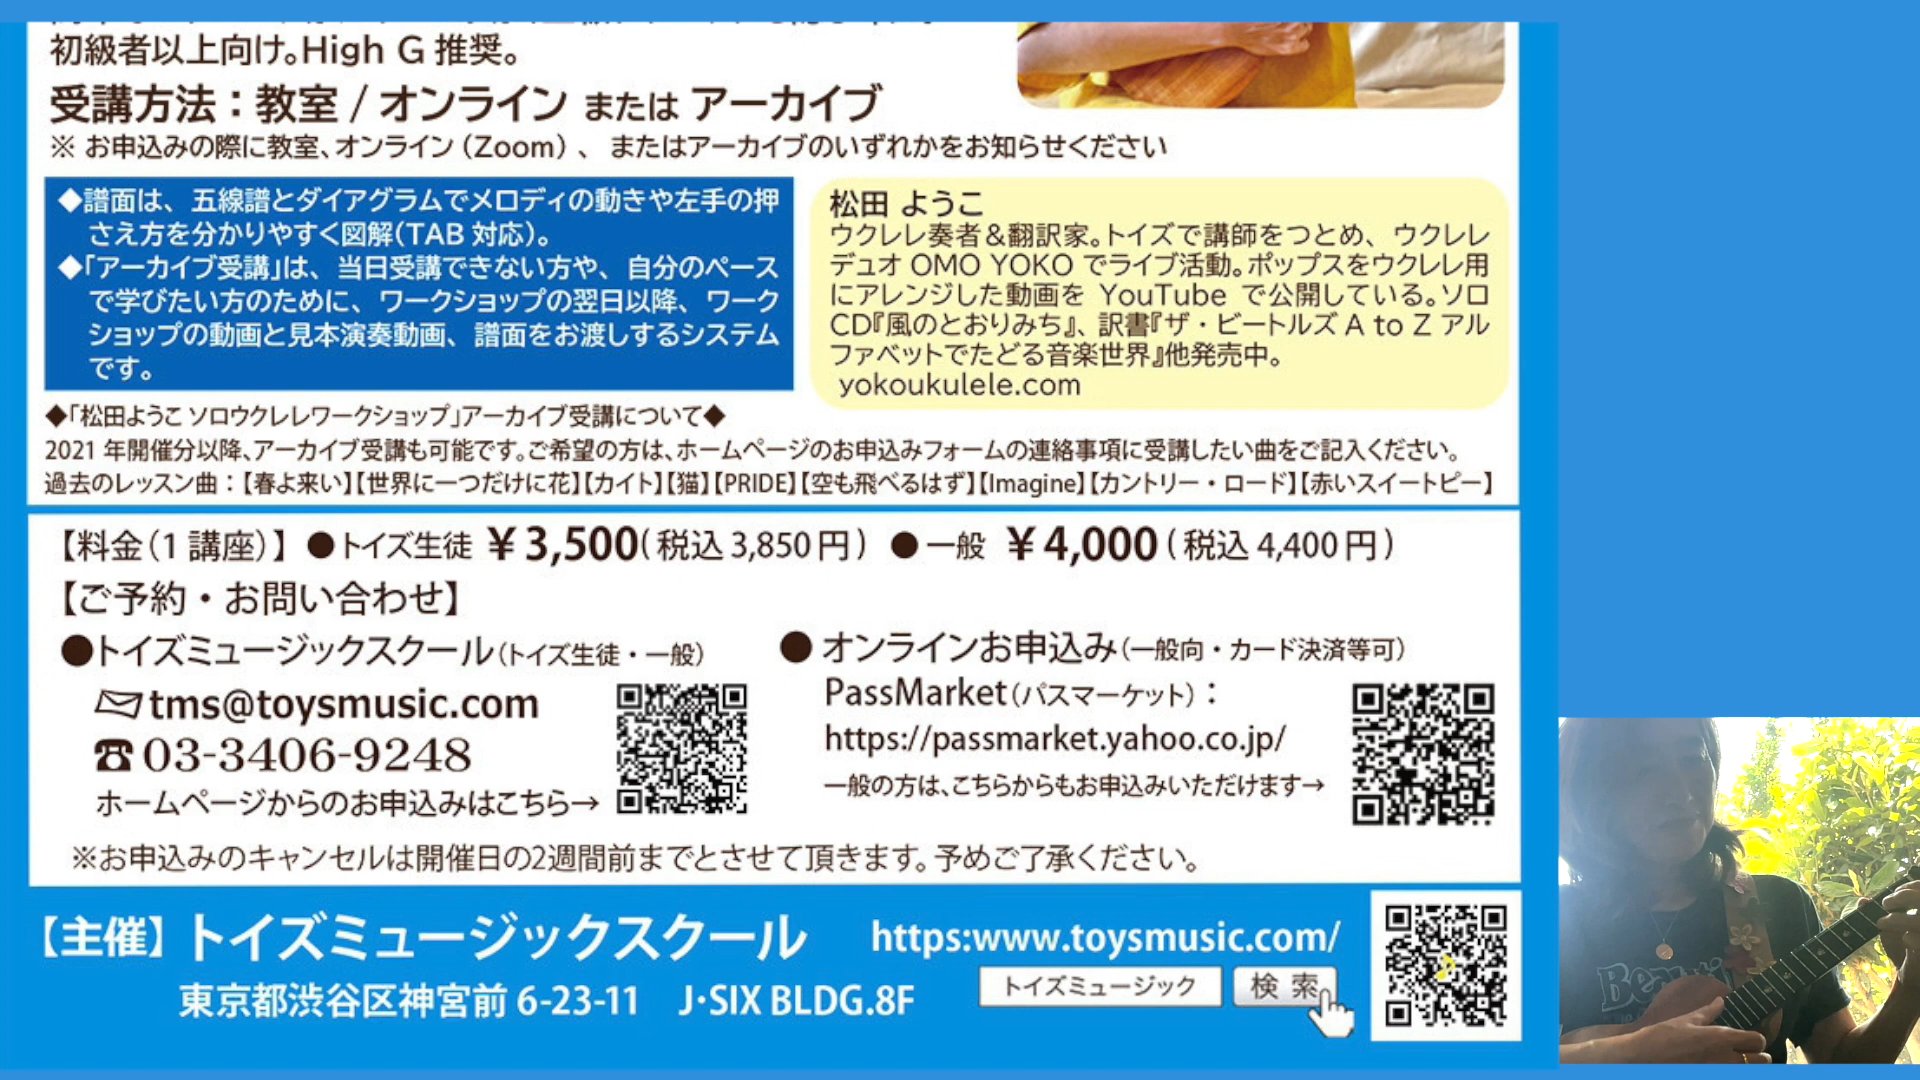 初級者以上向け。High G 推奨。
受講方法：教室 / オンライン または アーカイブ
※ お申込みの際に教室、オンライン（Zoom）、またはアーカイブのいずれかをお知らせください
◆譜面は、五線譜とダイアグラムでメロディの動きや左手の押
さえ方を分かりやすく図解（TAB 対応）。
◆「アーカイブ受講」は、当日受講できない方や、自分のペース
で学びたい方のために、ワークショップの翌日以降、ワーク
ショップの動画と見本演奏動画、譜面をお渡しするシステム
です。
松田 ようこ
ウクレレ奏者＆翻訳家。トイズで講師をつとめ、ウクレレ
デュオ OMO YOKO でライブ活動。ポップスをウクレレ用
にアレンジした動画を YouTube で公開している。ソロ
CD『風のとおりみち』、訳書『ザ・ビートルズ A to Z アル
ファベットでたどる音楽世界』他発売中。
yokoukulele.com
◆「松田ようこ ソロウクレレワークショップ」アーカイブ受講について◆
2021 年開催分以降、アーカイブ受講も可能です。ご希望の方は、ホームページのお申込みフォームの連絡事項に受講したい曲をご記入ください。
過去のレッスン曲：【春よ来い】【世界に一つだけに花】【カイト】【猫】【PRIDE】【空も飛べるはず】【Imagine】【カントリー・ロード】【赤いスイートピー】
【料金（1 講座）】●トイズ生徒 ￥3,500（税込 3,850 円） ●一般 ￥4,000（税込 4,400 円）
【ご予約・お問い合わせ】
●トイズミュージックスクール（トイズ生徒・一般）
tms@toysmusic.com
☎03-3406-9248
ホームページからのお申込みはこちら→
● オンラインお申込み（一般向・カード決済等可）
PassMarket（パスマーケット）：
https://passmarket.yahoo.co.jp/
一般の方は、こちらからもお申込みいただけます→
※お申込みのキャンセルは開催日の2週間前までとさせて頂きます。予めご了承ください。
【主催】トイズミュージックスクール
東京都渋谷区神宮前 6-23-11 J・SIX BLDG.8F
https:www.toysmusic.com/
トイズミュージック 検 索